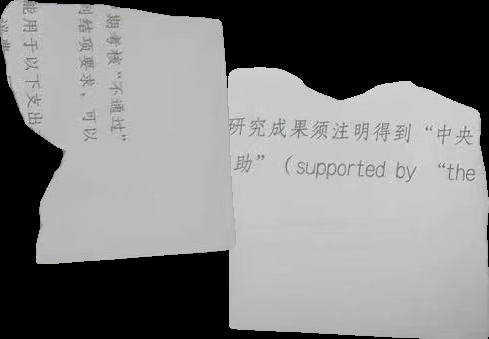 期考核“不通过”
到结项要求，可以
能用于以下支出
研究成果须注明得到“中央
助”（supported by “the